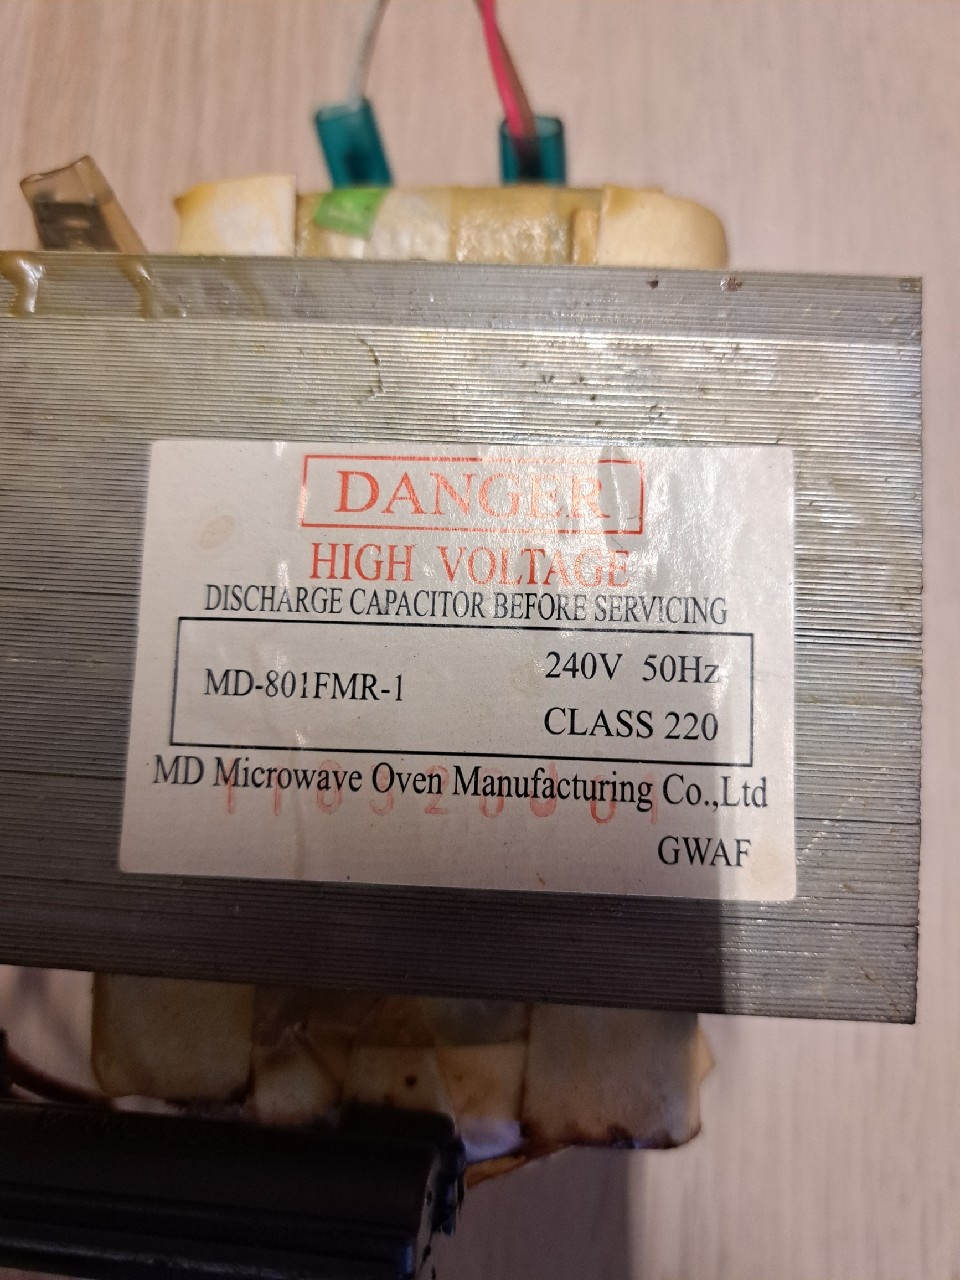 DANGER
HIGH VOLTAGE
DISCHARGE CAPACITOR BEFORE SERVICING
MD-801FMR-1
240V 50Hz
CLASS 220
MD Microwave Oven Manufacturing Co.,Ltd
GWAF